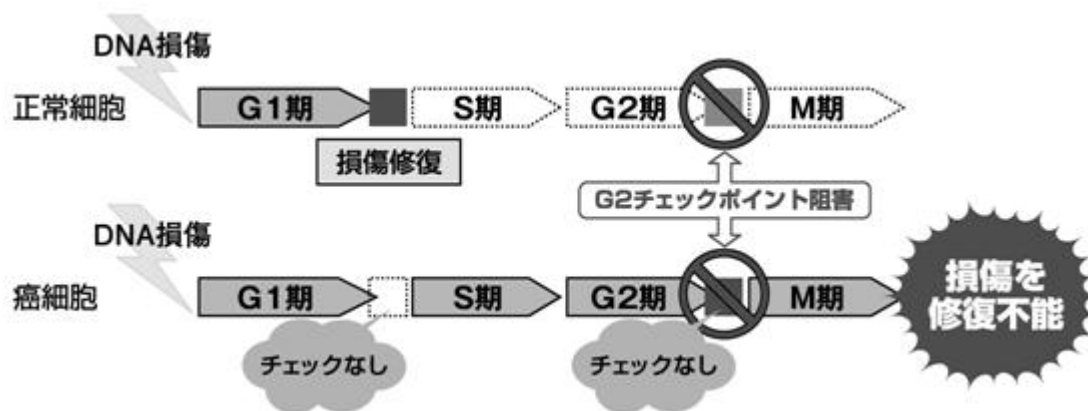 DNA損傷
正常細胞
G1期
S期
G2期
M期
損傷修復
G2チェックポイント阻害
DNA損傷
癌細胞
G1期
S期
G2期
M期
チェックなし
チェックなし
損傷を
修復不能